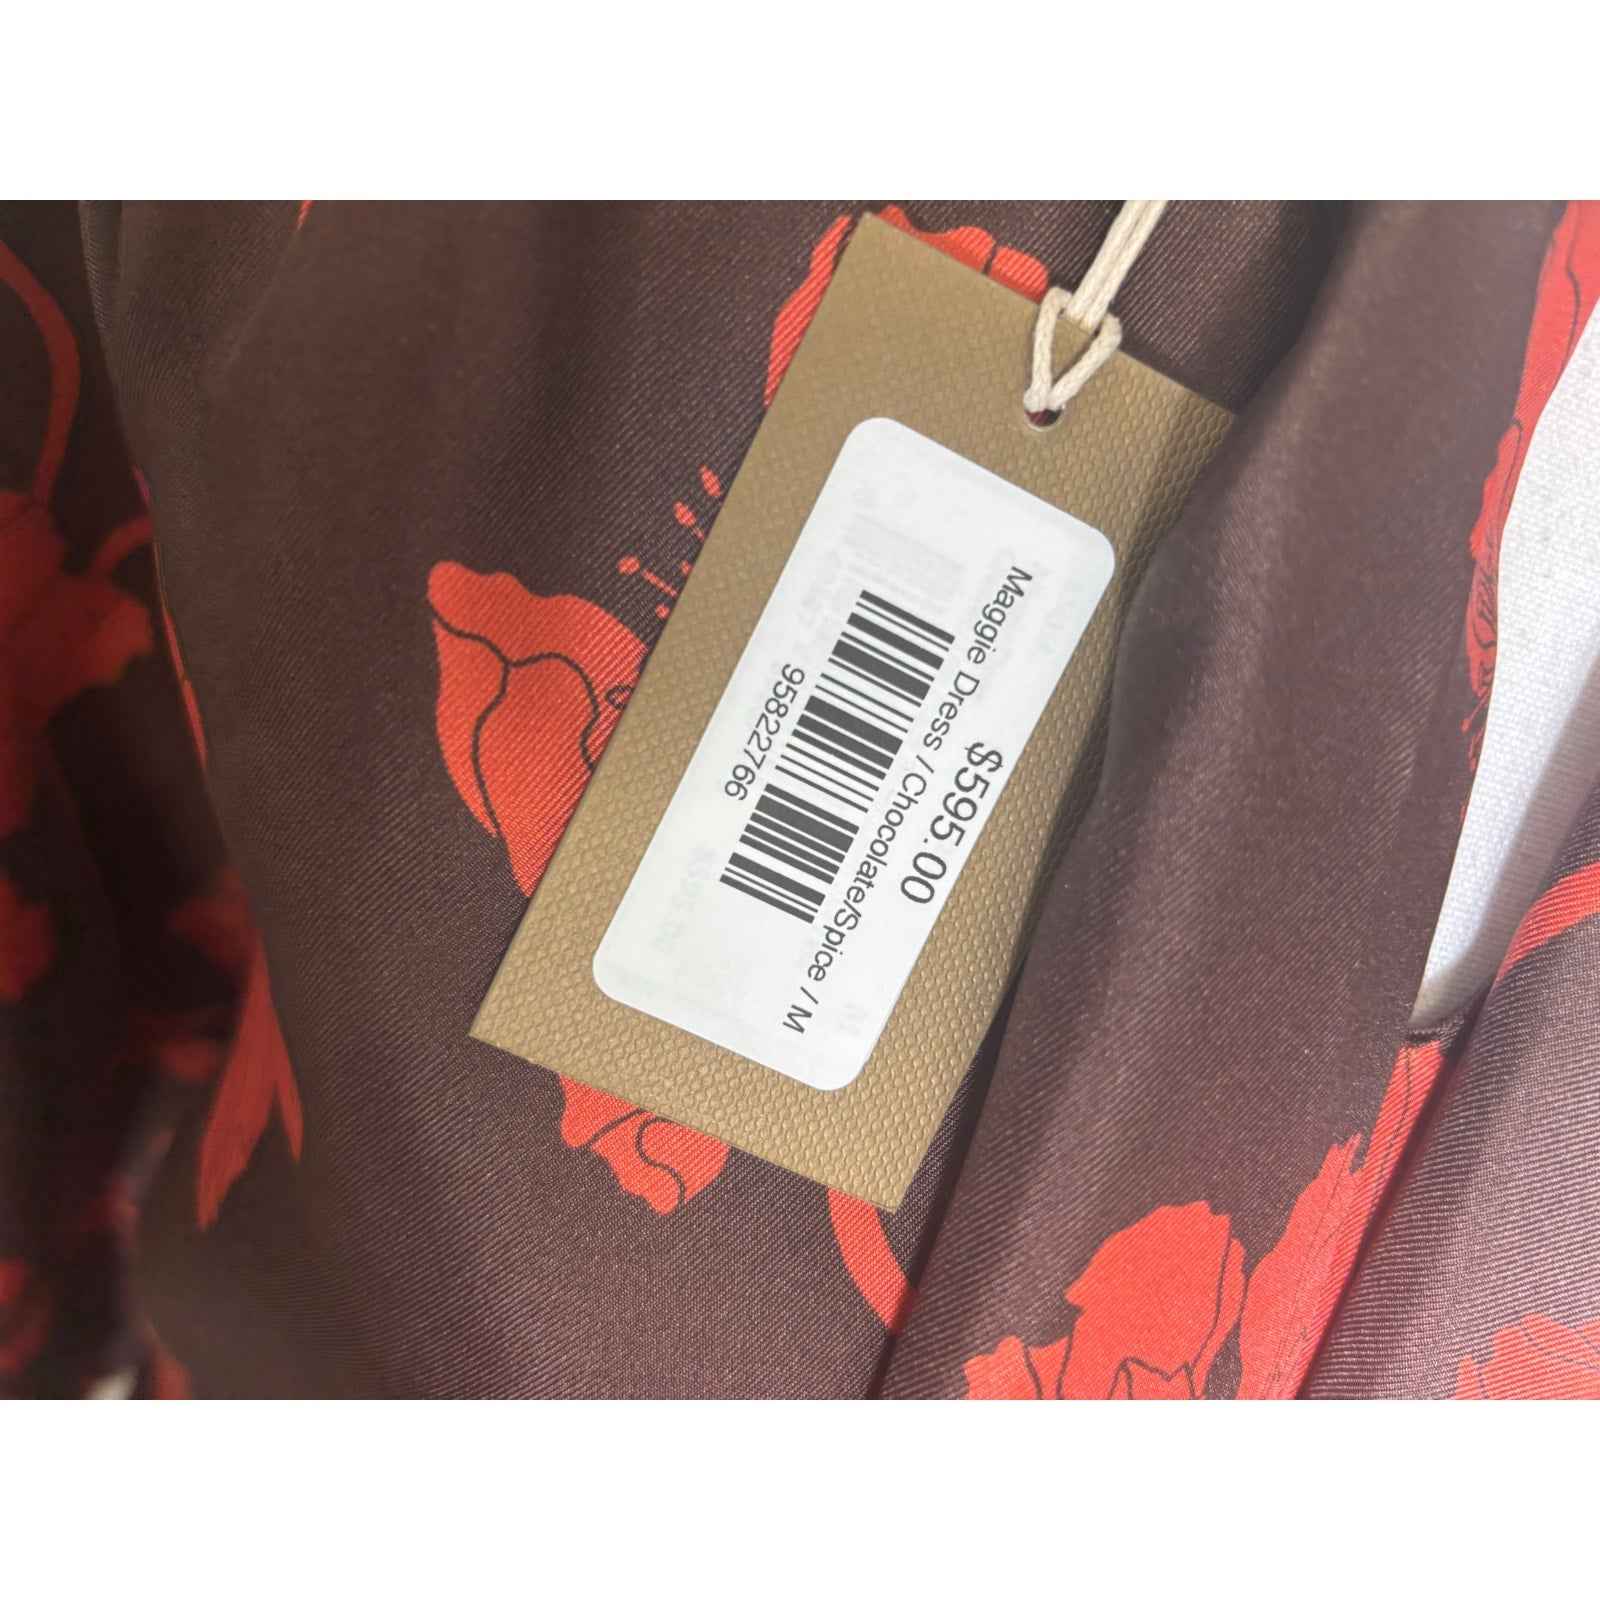 $595.00
Maggie Dress / Chocolate/Spice / M
95822766